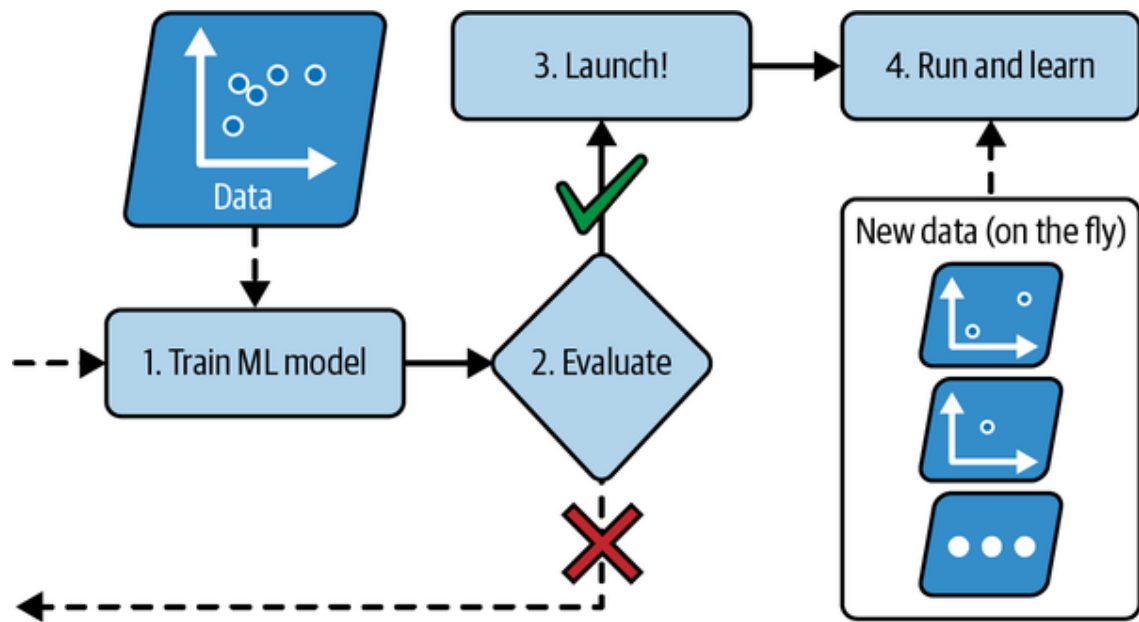 Data
1. Train ML model
2. Evaluate
3. Launch!
4. Run and learn
New data (on the fly)